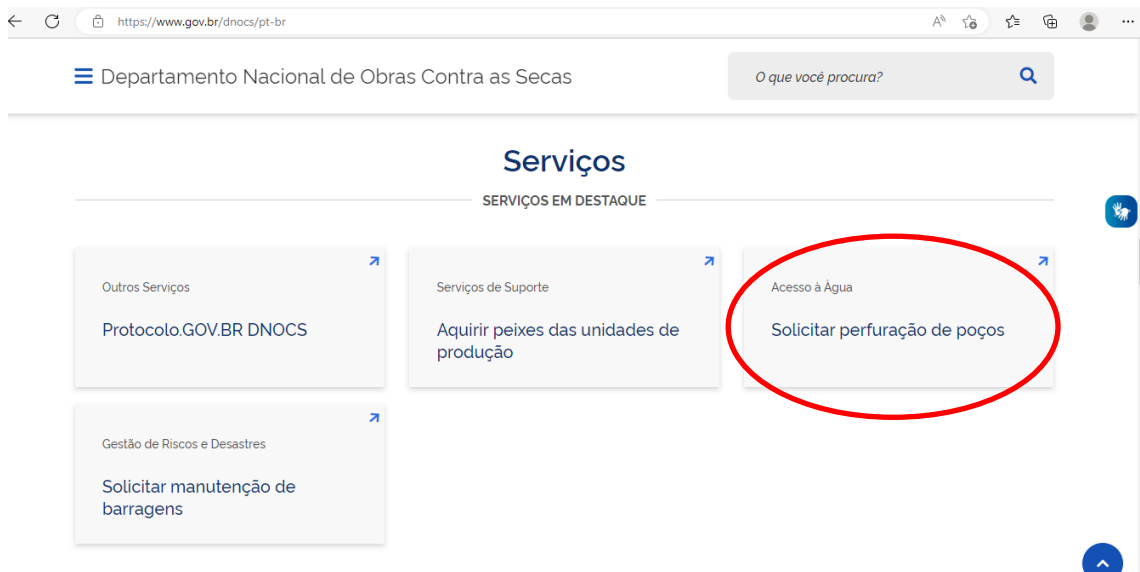 https://www.gov.br/dnocs/pt-br
Departamento Nacional de Obras Contra as Secas
O que você procura?
Serviços
SERVIÇOS EM DESTAQUE
Outros Serviços
Protocolo.GOV.BR DNOCS
Serviços de Suporte
Aquirir peixes das unidades de
produção
Acesso à Àgua
Solicitar perfuração de poços
Gestão de Riscos e Desastres
Solicitar manutenção de
barragens